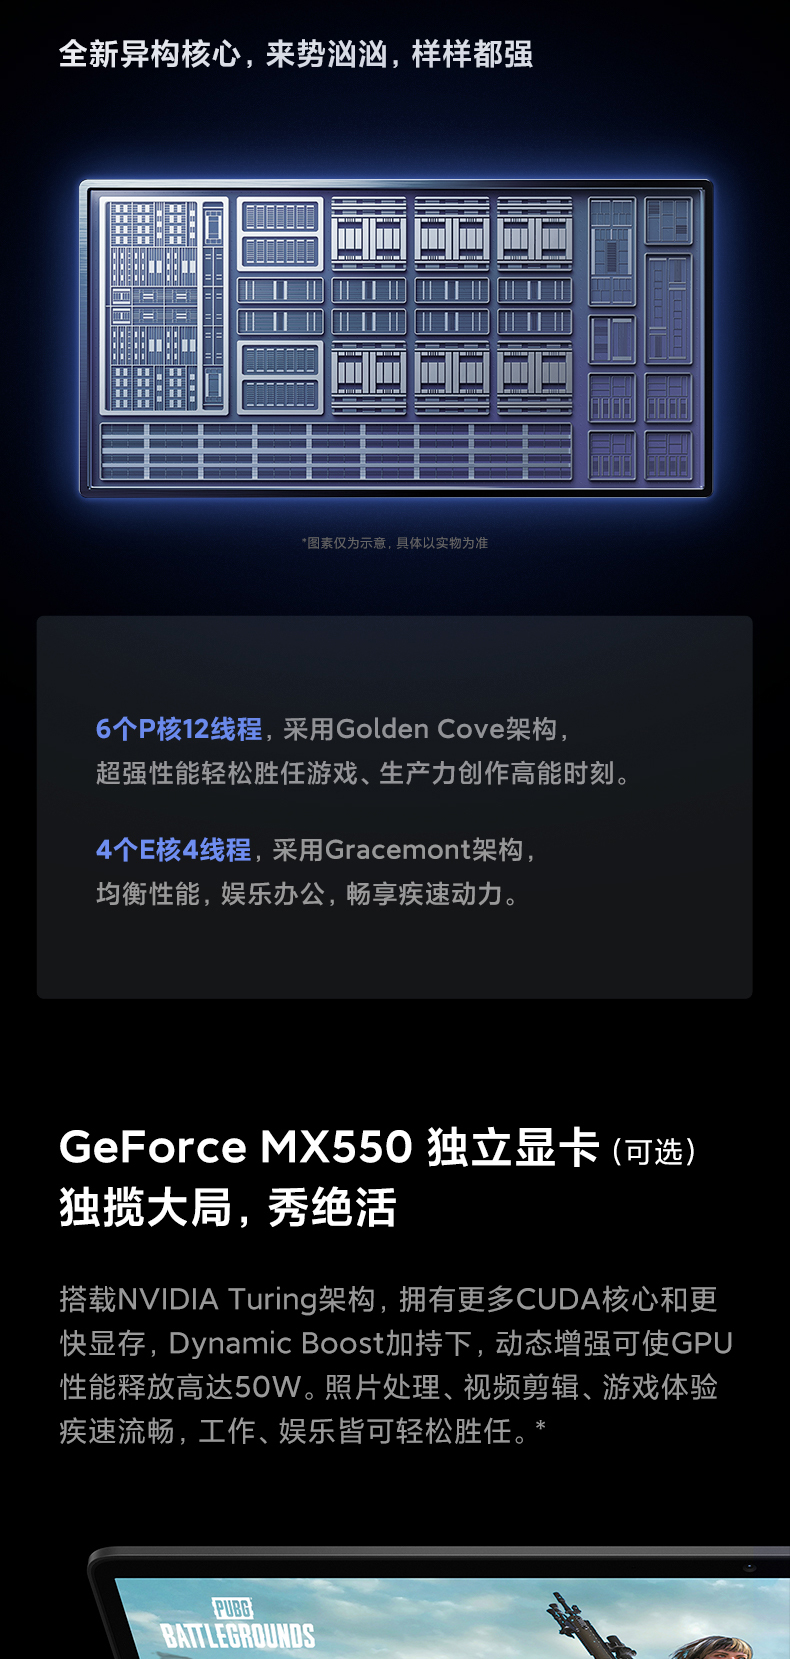 全新异构核心，来势汹汹，样样都强
*图素仅为示意，具体以实物为准
6个P核12线程，采用Golden Cove架构，
超强性能轻松胜任游戏、生产力创作高能时刻。
4个E核4线程，采用Gracemont架构，
均衡性能，娱乐办公，畅享疾速动力。
GeForce MX550 独立显卡（可选）
独揽大局，秀绝活
搭载NVIDIA Turing架构，拥有更多CUDA核心和更
快显存，Dynamic Boost加持下，动态增强可使GPU
性能释放高达50W。照片处理、视频剪辑、游戏体验
疾速流畅，工作、娱乐皆可轻松胜任。*
PUBG
BATTLEGROUNDS